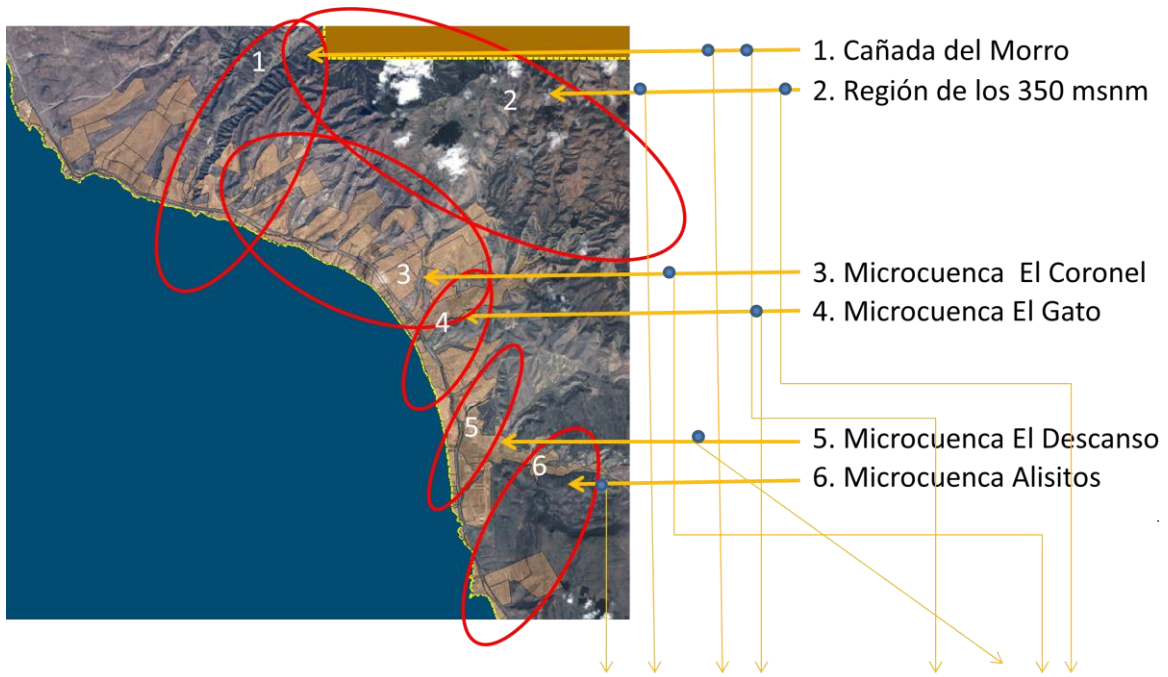 1. Cañada del Morro
2. Región de los 350 msnm
3. Microcuenca  El Coronel
4. Microcuenca El Gato
5. Microcuenca El Descanso
6. Microcuenca Alisitos
.
1
2
3
4
5
6